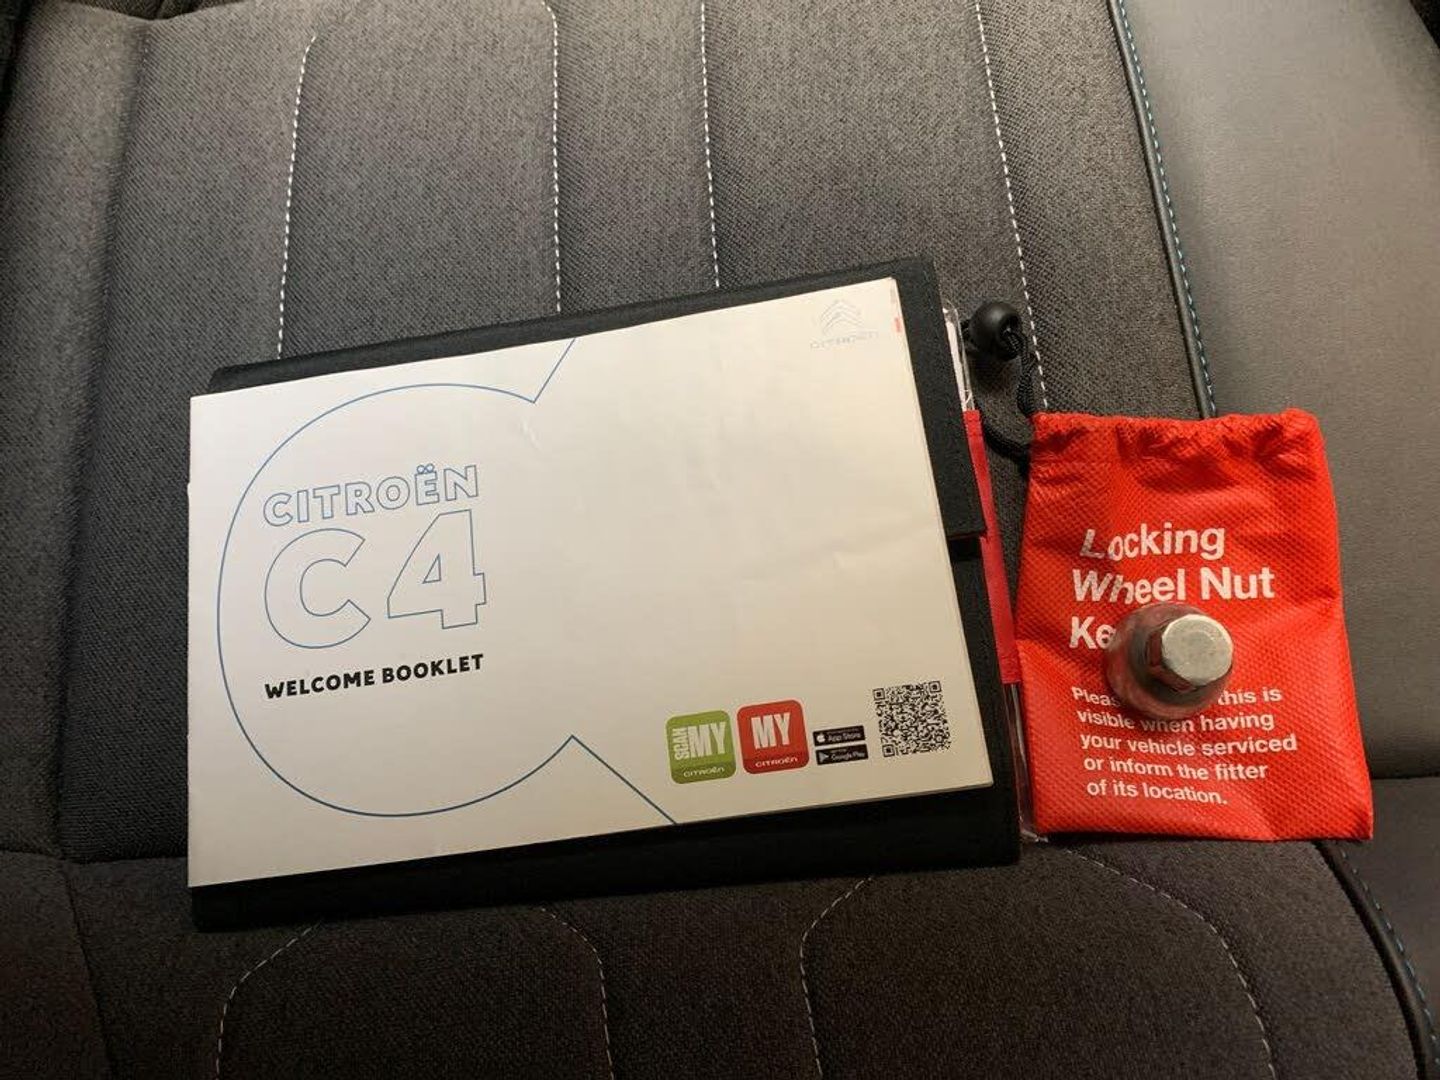 CITROËN
CITROËN
C4
WELCOME BOOKLET
SCAN
MY
CITROËN
MY
CITROËN
App Store
Google Play
Locking
Wheel Nut
this is
visible when having
your vehicle serviced
or inform the fitter
of its location.